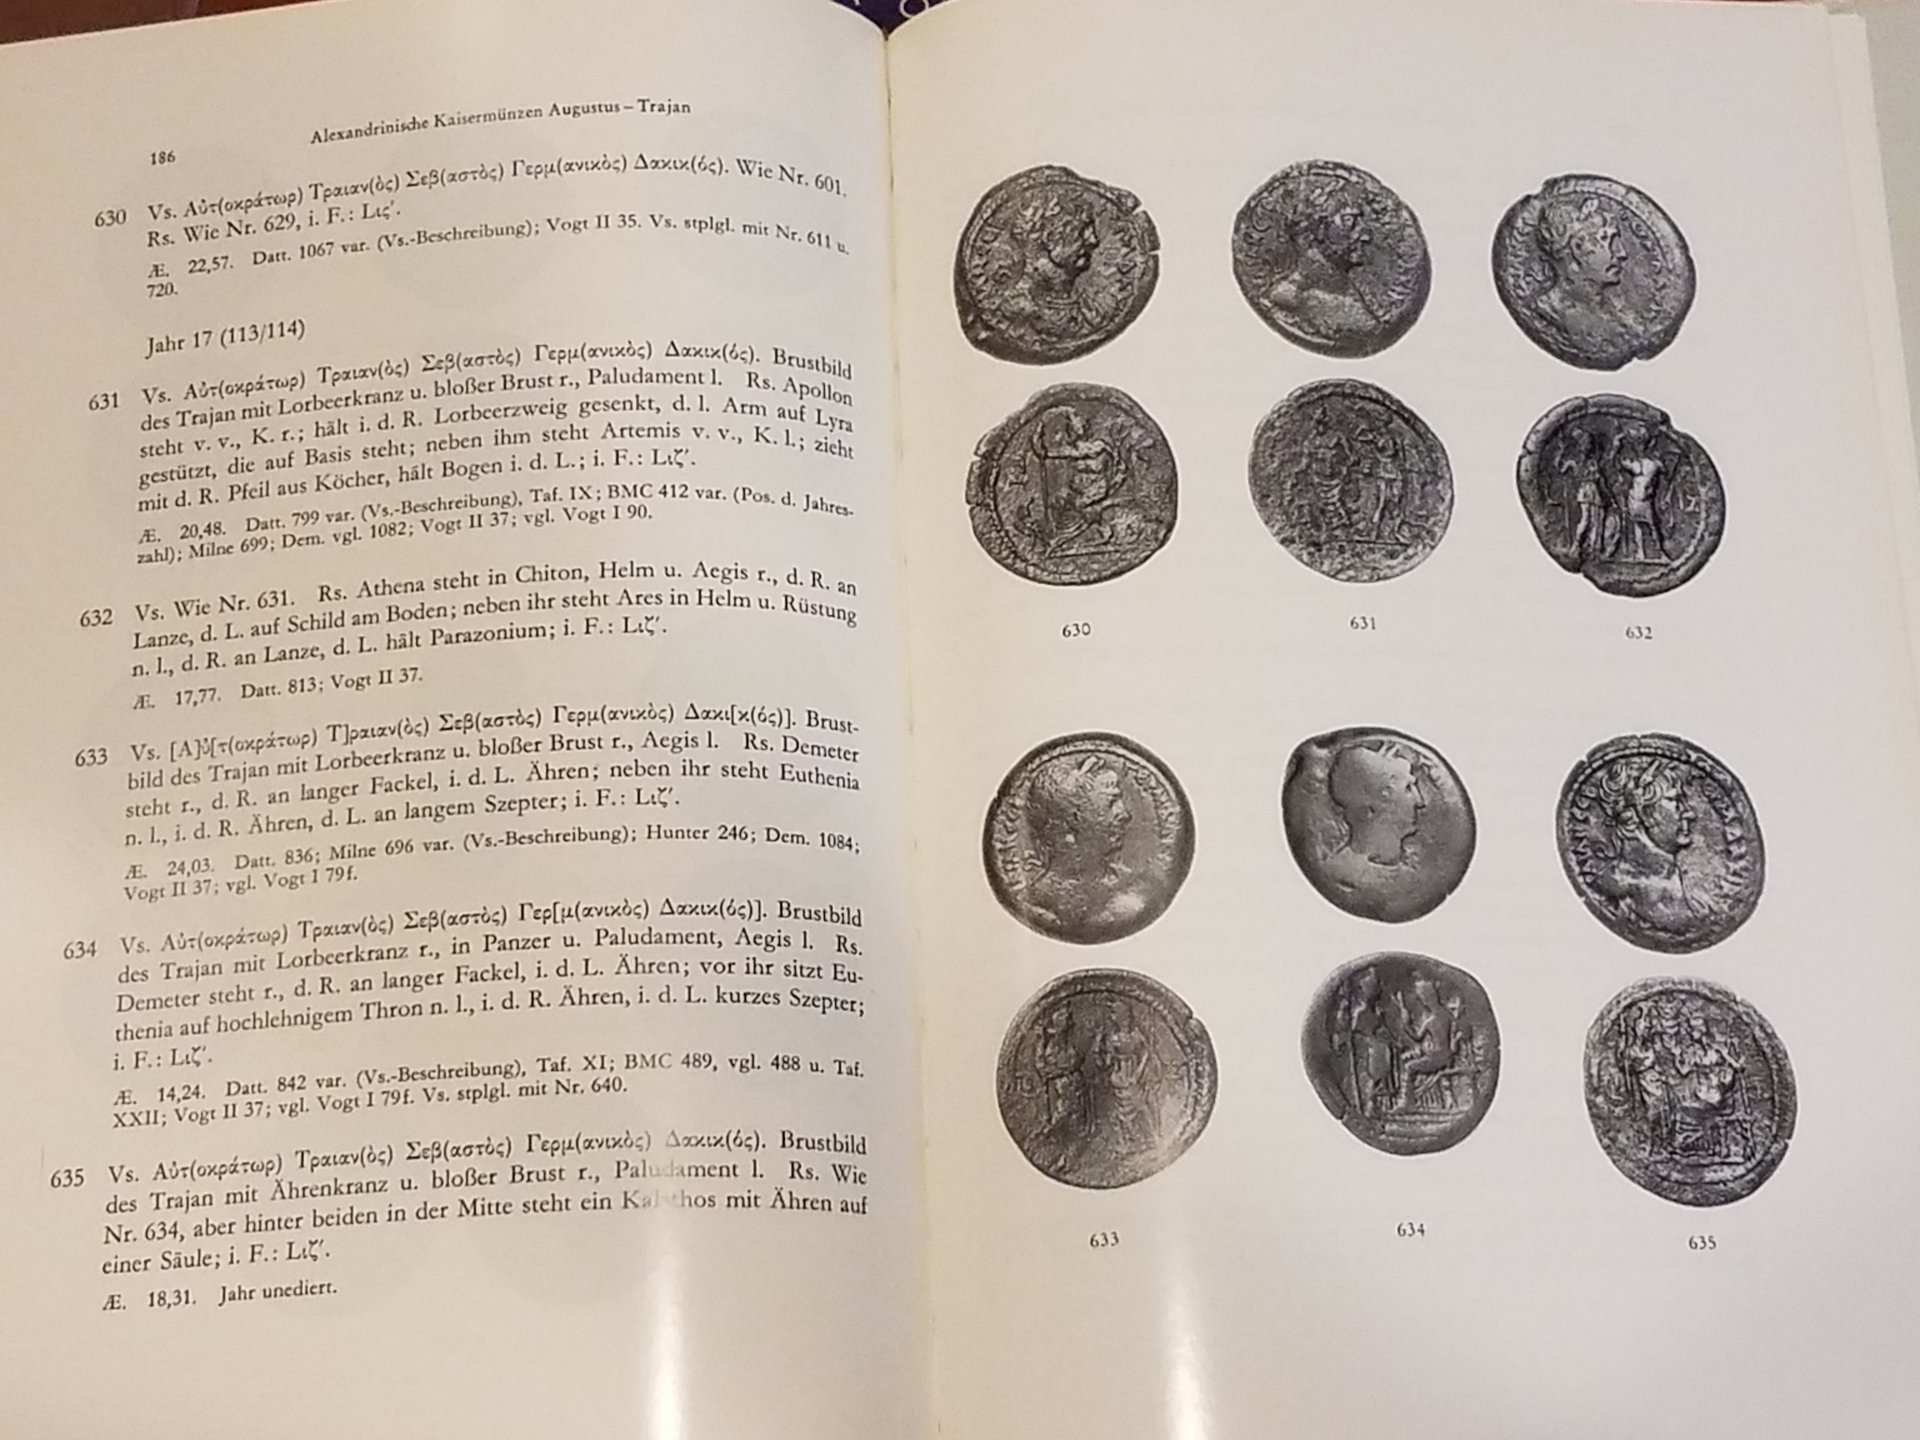 Alexandrinische Kaisermünzen Augustus – Trajan
186
630 Vs. Αὐτ(οκράτωρ) Τραιαν(ὸς) Σεβ(αστὸς) Γερμ(ανικὸς) Δακικ(ός). Wie Nr. 601.
Rs. Wie Nr. 629, i. F.: Lις′.
Æ. 22,57. Datt. 1067 var. (Vs.-Beschreibung); Vogt II 35. Vs. stplgl. mit Nr. 611 u.
720.
Jahr 17 (113/114)
631 Vs. Αὐτ(οκράτωρ) Τραιαν(ὸς) Σεβ(αστὸς) Γερμ(ανικὸς) Δακικ(ός). Brustbild
des Trajan mit Lorbeerkranz u. bloßer Brust r., Paludament l. Rs. Apollon
steht v. v., K. r.; hält i. d. R. Lorbeerzweig gesenkt, d. l. Arm auf Lyra
gestützt, die auf Basis steht; neben ihm steht Artemis v. v., K. l.; zieht
mit d. R. Pfeil aus Köcher, hält Bogen i. d. L.; i. F.: Lιζ′.
Æ. 20,48. Datt. 799 var. (Vs.-Beschreibung), Taf. IX; BMC 412 var. (Pos. d. Jahres-
zahl); Milne 699; Dem. vgl. 1082; Vogt II 37; vgl. Vogt I 90.
632 Vs. Wie Nr. 631. Rs. Athena steht in Chiton, Helm u. Aegis r., d. R. an
Lanze, d. L. auf Schild am Boden; neben ihr steht Ares in Helm u. Rüstung
n. l., d. R. an Lanze, d. L. hält Parazonium; i. F.: Lιζ′.
Æ. 17,77. Datt. 813; Vogt II 37.
633 Vs. [Α]ὐ[τ(οκράτωρ) Τ]ραιαν(ὸς) Σεβ(αστὸς) Γερμ(ανικὸς) Δακι[κ(ός)]. Brust-
bild des Trajan mit Lorbeerkranz u. bloßer Brust r., Aegis l. Rs. Demeter
steht r., d. R. an langer Fackel, i. d. L. Ähren; neben ihr steht Euthenia
n. l., i. d. R. Ähren, d. L. an langem Szepter; i. F.: Lιζ′.
Æ. 24,03. Datt. 836; Milne 696 var. (Vs.-Beschreibung); Hunter 246; Dem. 1084;
Vogt II 37; vgl. Vogt I 79f.
634 Vs. Αὐτ(οκράτωρ) Τραιαν(ὸς) Σεβ(αστὸς) Γερ[μ(ανικὸς) Δακικ(ός)]. Brustbild
des Trajan mit Lorbeerkranz r., in Panzer u. Paludament, Aegis l. Rs.
Demeter steht r., d. R. an langer Fackel, i. d. L. Ähren; vor ihr sitzt Eu-
thenia auf hochlehnigem Thron n. l., i. d. R. Ähren, i. d. L. kurzes Szepter;
i. F.: Lιζ′.
Æ. 14,24. Datt. 842 var. (Vs.-Beschreibung), Taf. XI; BMC 489, vgl. 488 u. Taf.
XXII; Vogt II 37; vgl. Vogt I 79f. Vs. stplgl. mit Nr. 640.
635 Vs. Αὐτ(οκράτωρ) Τραιαν(ὸς) Σεβ(αστὸς) Γερμ(ανικὸς) Δακικ(ός). Brustbild
des Trajan mit Ährenkranz u. bloßer Brust r., Paludament l. Rs. Wie
Nr. 634, aber hinter beiden in der Mitte steht ein Kalathos mit Ähren auf
einer Säule; i. F.: Lιζ′.
Æ. 18,31. Jahr unediert.
630 631 632
633 634 635